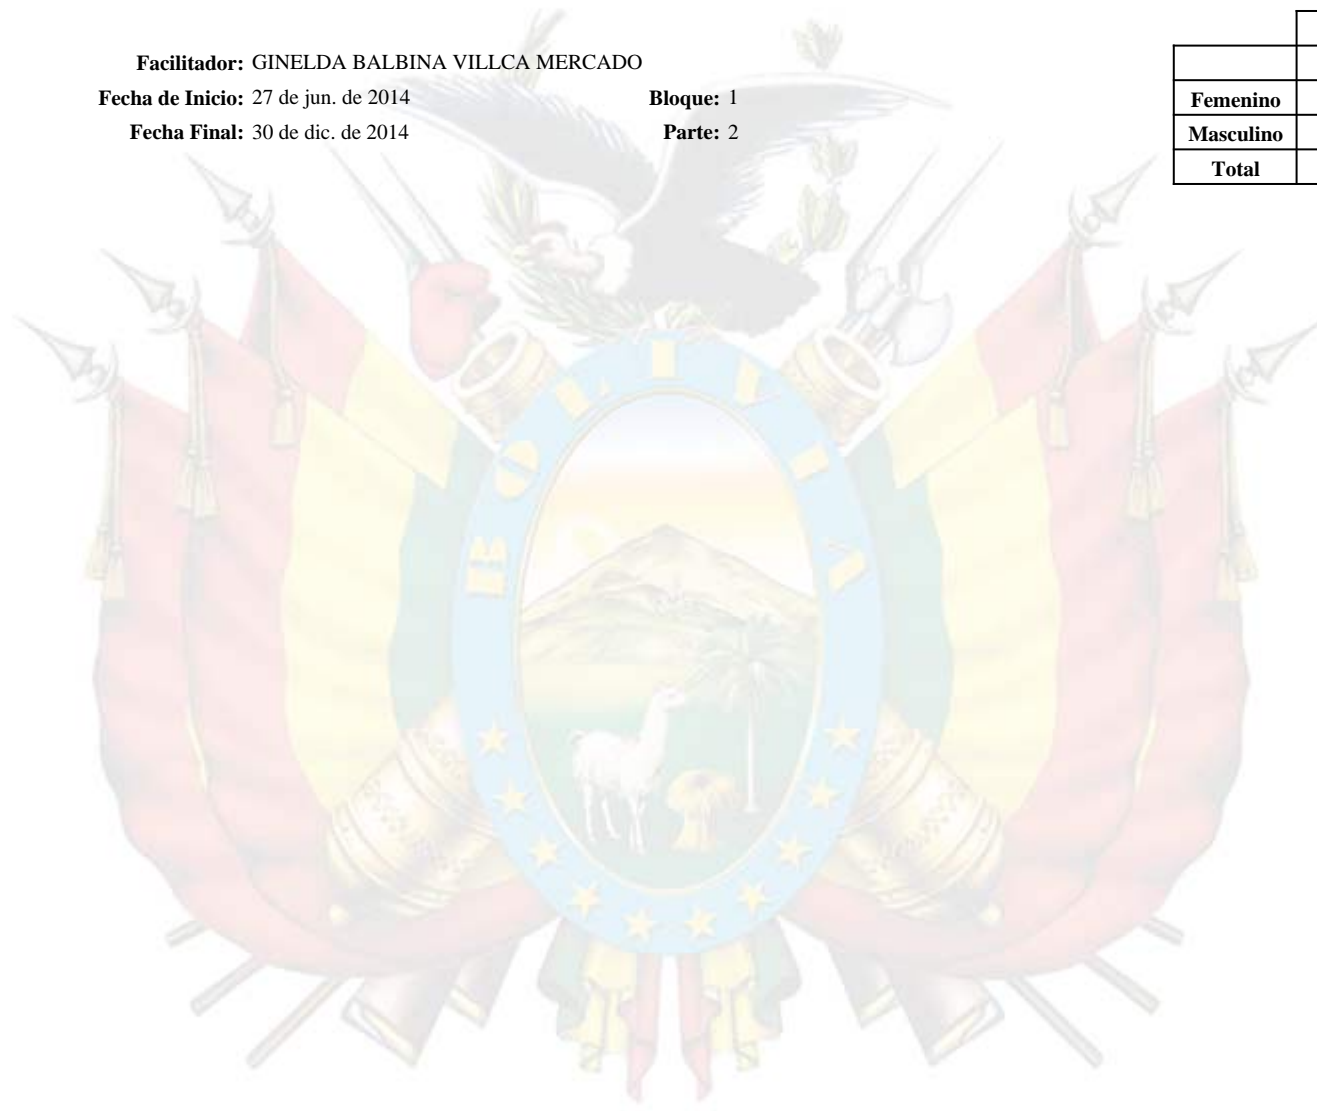 Facilitador: GINELDA BALBINA VILLCA MERCADO
Fecha de Inicio: 27 de jun. de 2014 Bloque: 1
Fecha Final: 30 de dic. de 2014 Parte: 2
Femenino
Masculino
Total
BOLIVIA